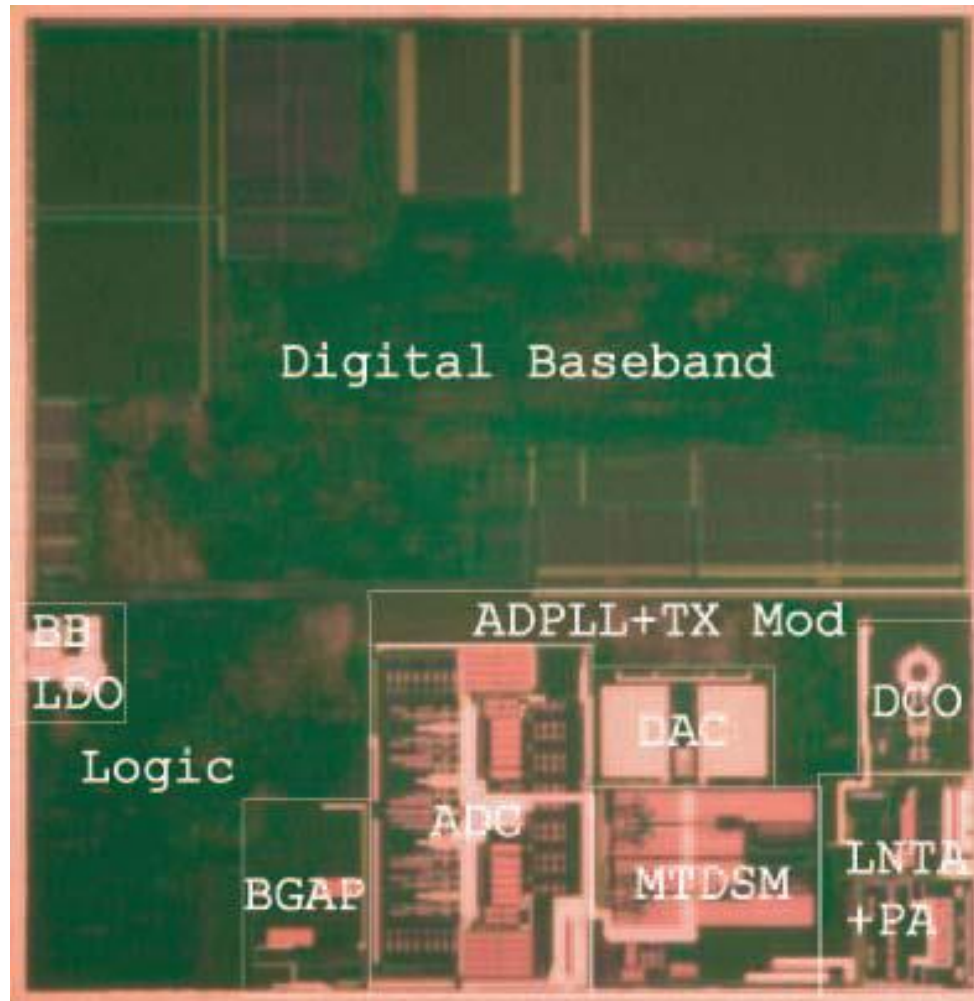 Digital Baseband
BB
LDO
ADPLL+TX Mod
DCO
DAC
Logic
ADC
BGAP
MTDSM
LNTA
+PA